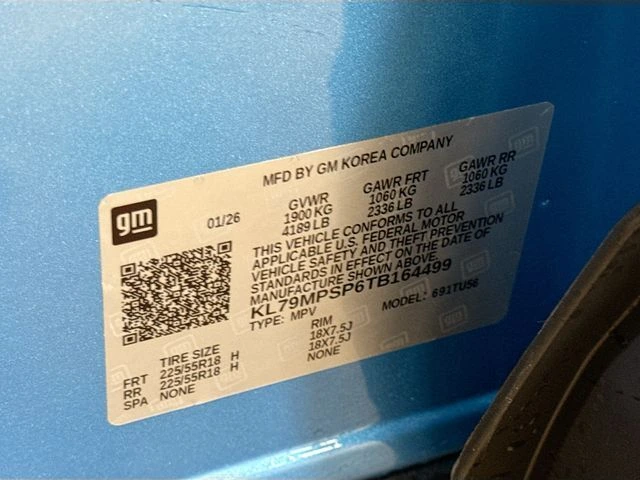 MFD BY GM KOREA COMPANY
gm
01/26
GVWR
1900 KG
4189 LB
GAWR FRT
1060 KG
2336 LB
GAWR RR
1060 KG
2336 LB
THIS VEHICLE CONFORMS TO ALL
APPLICABLE U.S. FEDERAL MOTOR
VEHICLE SAFETY AND THEFT PREVENTION
STANDARDS IN EFFECT ON THE DATE OF
MANUFACTURE SHOWN ABOVE.
KL79MPSP6TB164499
TYPE: MPV
MODEL: 691TU56
TIRE SIZE
RIM
FRT 225/55R18 H 18X7.5J
RR 225/55R18 H 18X7.5J
SPA NONE NONE